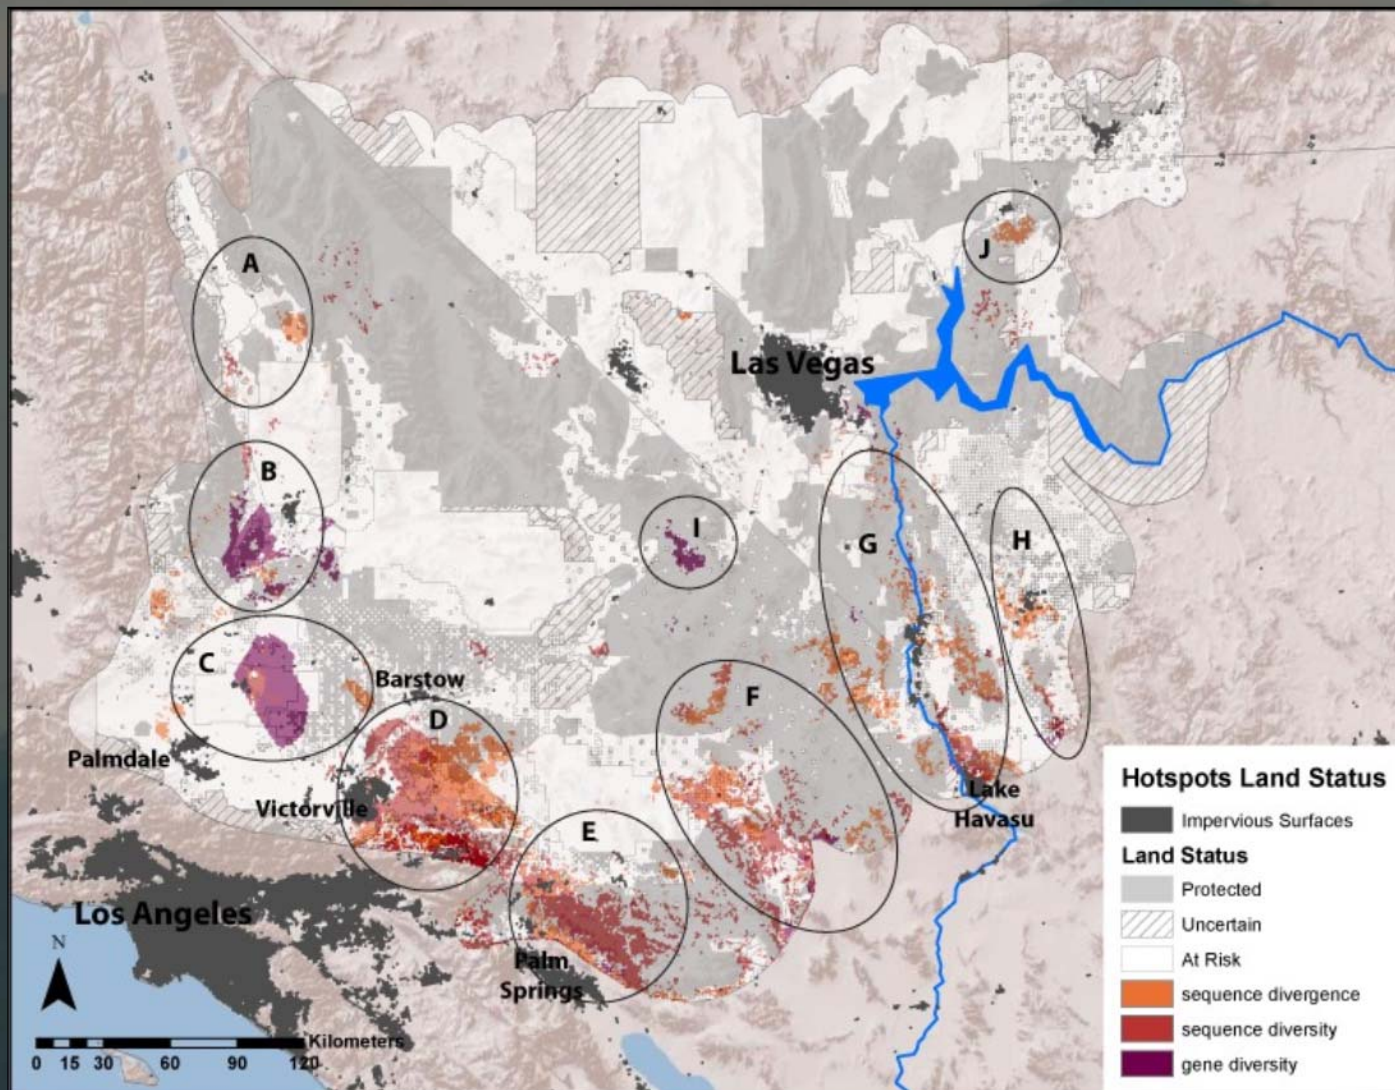 A
J
Las Vegas
B
I
G
H
C
Barstow
F
D
Palmdale
Victorville
E
Lake
Havasu
Los Angeles
Palm
Springs
N
Kilometers
0 15 30 60 90 120
Hotspots Land Status
Impervious Surfaces
Land Status
Protected
Uncertain
At Risk
sequence divergence
sequence diversity
gene diversity